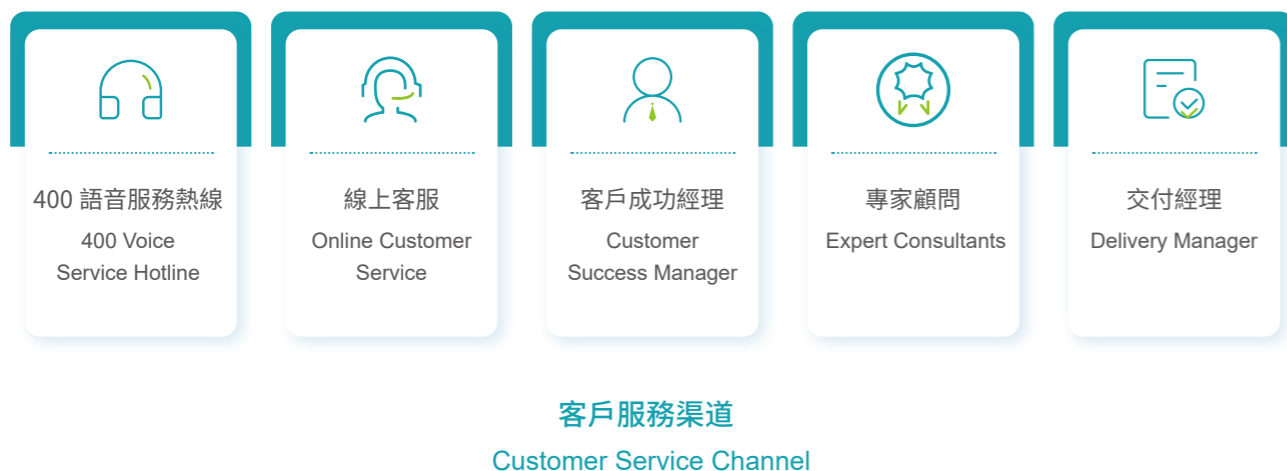 400 語音服務熱線
400 Voice
Service Hotline
線上客服
Online Customer
Service
客戶成功經理
Customer
Success Manager
專家顧問
Expert Consultants
交付經理
Delivery Manager
客戶服務渠道
Customer Service Channel